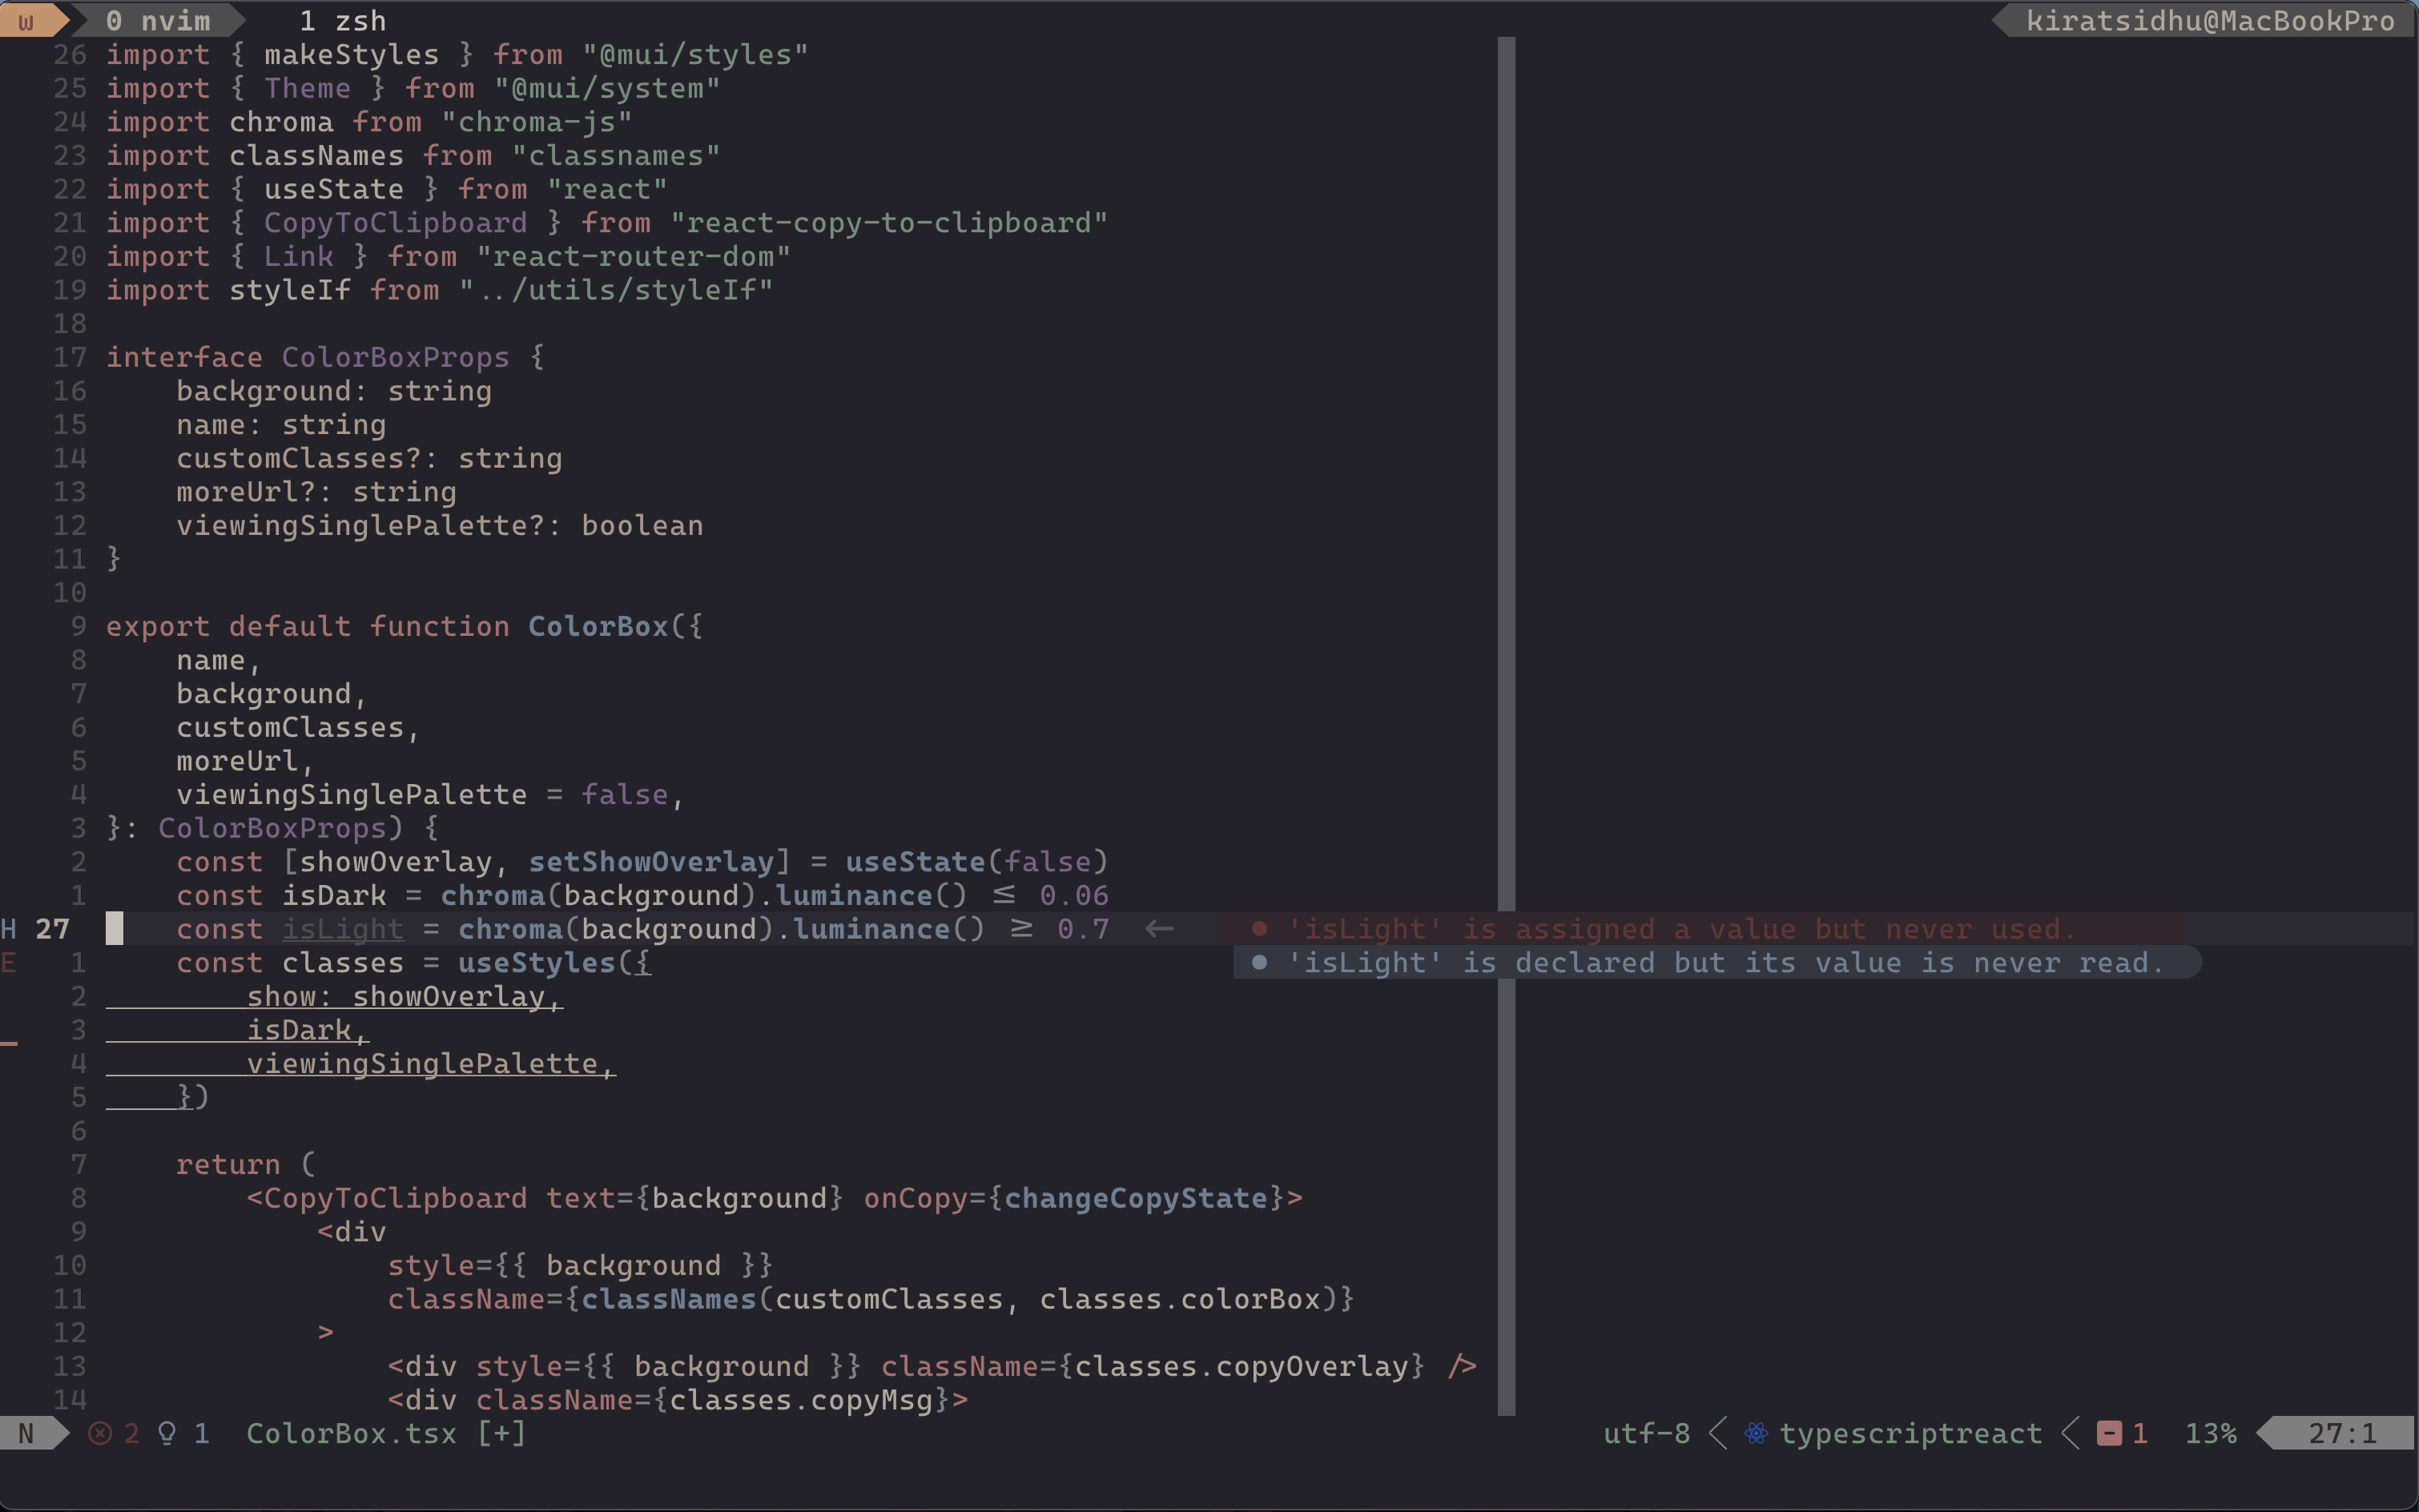 w 0 nvim 1 zsh kiratsidhu@MacBookPro
26 import { makeStyles } from "@mui/styles"
25 import { Theme } from "@mui/system"
24 import chroma from "chroma-js"
23 import classNames from "classnames"
22 import { useState } from "react"
21 import { CopyToClipboard } from "react-copy-to-clipboard"
20 import { Link } from "react-router-dom"
19 import styleIf from "../utils/styleIf"
18
17 interface ColorBoxProps {
16     background: string
15     name: string
14     customClasses?: string
13     moreUrl?: string
12     viewingSinglePalette?: boolean
11 }
10
9 export default function ColorBox({
8     name,
7     background,
6     customClasses,
5     moreUrl,
4     viewingSinglePalette = false,
3 }: ColorBoxProps) {
2     const [showOverlay, setShowOverlay] = useState(false)
1     const isDark = chroma(background).luminance() ≤ 0.06
H 27     const isLight = chroma(background).luminance() ≥ 0.7 ← ● 'isLight' is assigned a value but never used.
E 1     const classes = useStyles({ ● 'isLight' is declared but its value is never read.
2         show: showOverlay,
3         isDark,
4         viewingSinglePalette,
5     })
6
7     return (
8         <CopyToClipboard text={background} onCopy={changeCopyState}>
9             <div
10                 style={{ background }}
11                 className={classNames(customClasses, classes.colorBox)}
12             >
13                 <div style={{ background }} className={classes.copyOverlay} />
14                 <div className={classes.copyMsg}>
N 2 1 ColorBox.tsx [+] utf-8 typescriptreact 1 13% 27:1